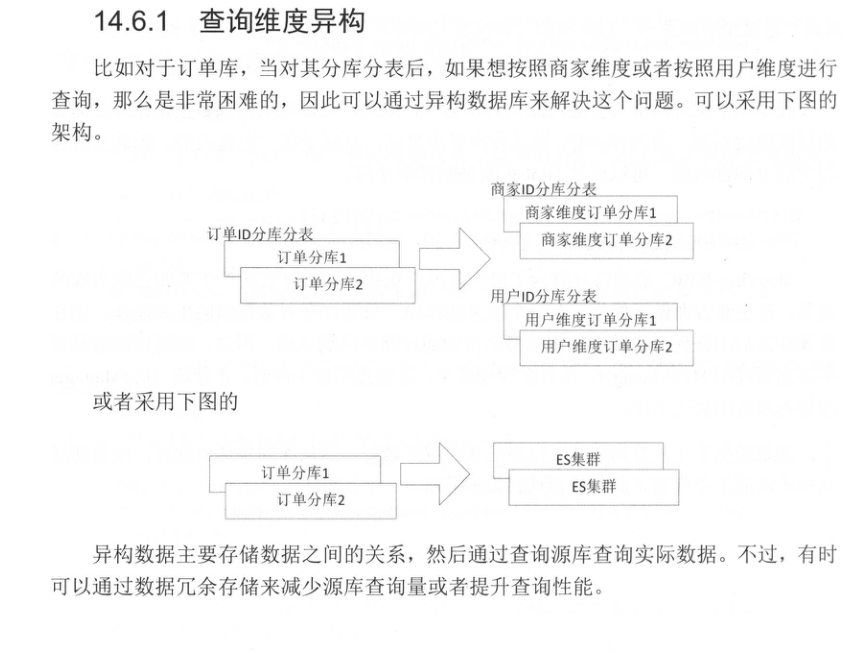 14.6.1 查询维度异构
比如对于订单库，当对其分库分表后，如果想按照商家维度或者按照用户维度进行
查询，那么是非常困难的，因此可以通过异构数据库来解决这个问题。可以采用下图的
架构。
商家ID分库分表
商家维度订单分库1
商家维度订单分库2
订单ID分库分表
订单分库1
订单分库2
用户ID分库分表
用户维度订单分库1
用户维度订单分库2
或者采用下图的
订单分库1
订单分库2
ES集群
ES集群
异构数据主要存储数据之间的关系，然后通过查询源库查询实际数据。不过，有时
可以通过数据冗余存储来减少源库查询量或者提升查询性能。